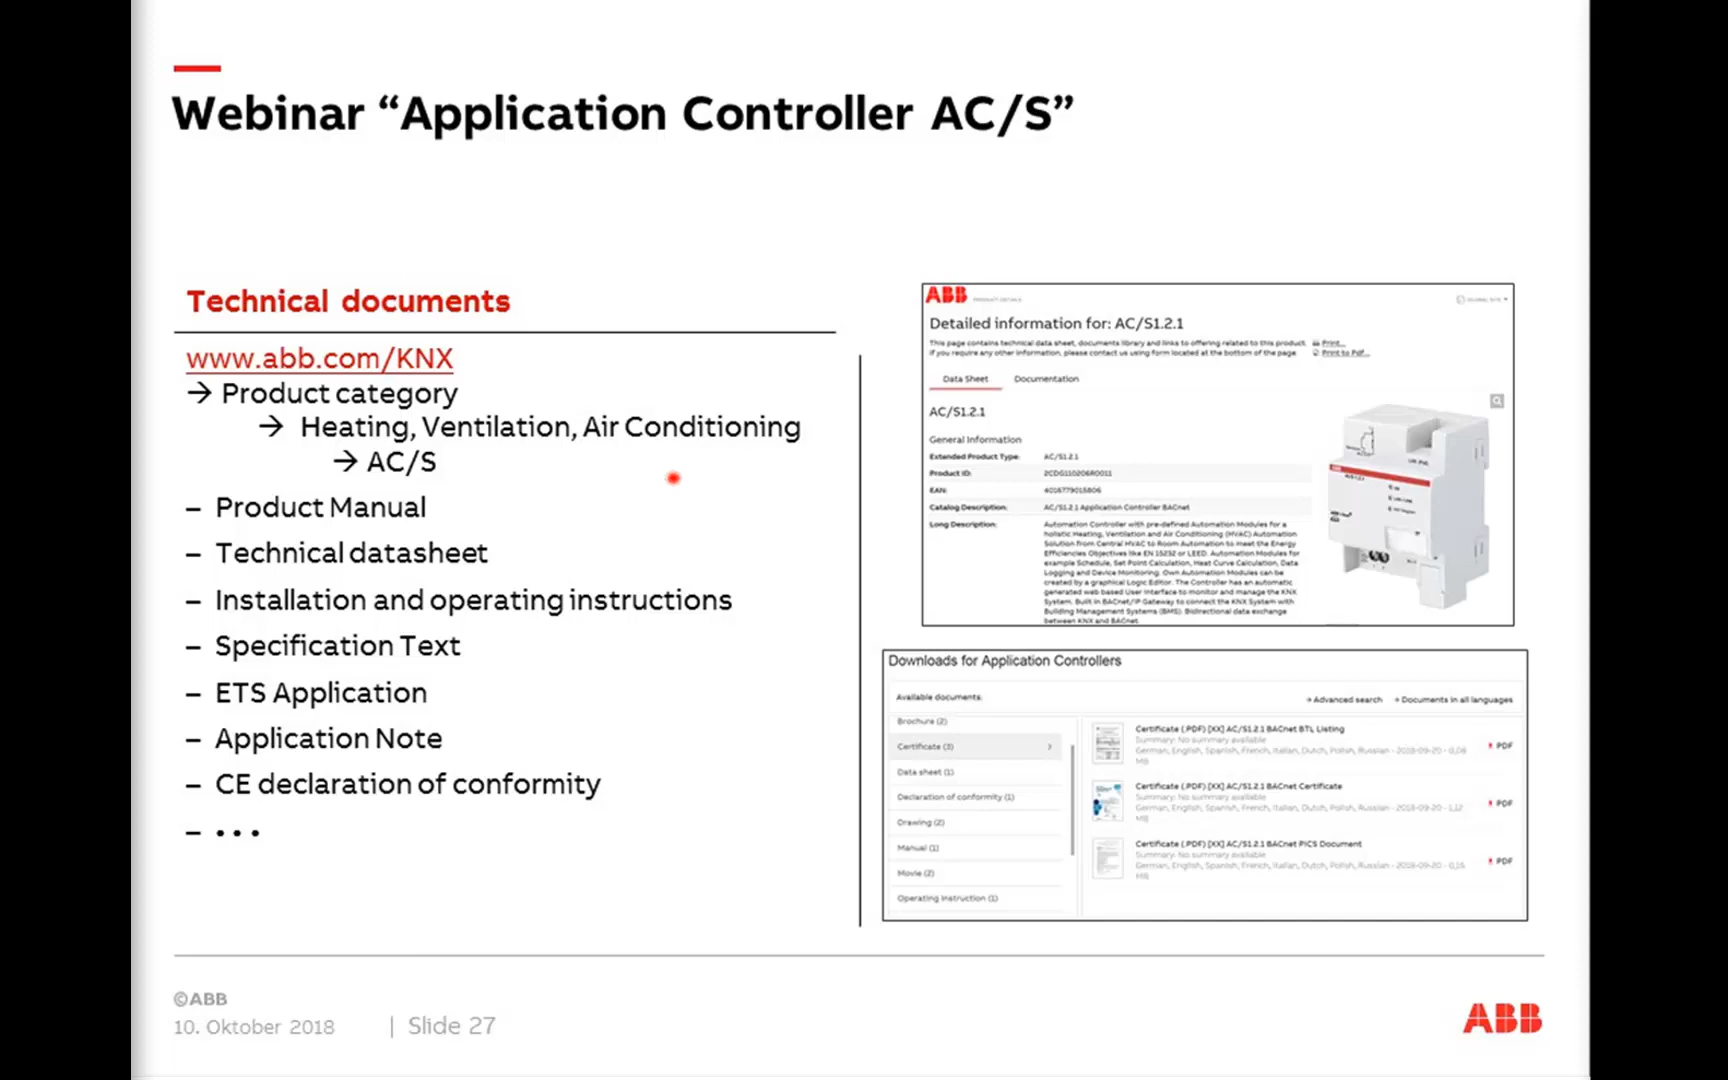 Webinar “Application Controller AC/S”
Technical documents
www.abb.com/KNX
→ Product category
→ Heating, Ventilation, Air Conditioning
→ AC/S
– Product Manual
– Technical datasheet
– Installation and operating instructions
– Specification Text
– ETS Application
– Application Note
– CE declaration of conformity
– • • •
ABB PRODUCT-DETAILS
GLOBAL SITE
Detailed information for: AC/S1.2.1
This page contains technical data sheet, documents library and links to offering related to this product.
If you require any other information, please contact us using form located at the bottom of the page
Print...
Print to Pdf...
Data Sheet Documentation
AC/S1.2.1
General Information
Extended Product Type: AC/S1.2.1
Product ID: 2CDG110206R0011
EAN: 4016779015806
Catalog Description: AC/S1.2.1 Application Controller BACnet
Long Description: Automation Controller with pre-defined Automation Modules for a
holistic Heating, Ventilation and Air Conditioning (HVAC) Automation
Solution from Central HVAC to Room Automation to meet the Energy
Efficiencies Objectives like EN 15232 or LEED. Automation Modules for
example Schedule, Set Point Calculation, Heat Curve Calculation, Data
Logging and Device Monitoring. Own Automation Modules can be
created by a graphical Logic Editor. The Controller has an automatic
generated web based User Interface to monitor and manage the KNX
System. Built in BACnet/IP Gateway to connect the KNX System with
Building Management Systems (BMS). Bidirectional data exchange
between KNX and BACnet
Downloads for Application Controllers
Available documents:
Advanced search
Documents in all languages
Brochure (2)
Certificate (3)
Data sheet (1)
Declaration of conformity (1)
Drawing (2)
Manual (1)
Movie (2)
Operating instruction (1)
Certificate (.PDF) [XX] AC/S1.2.1 BACnet BTL Listing
Summary: No summary available
German, English, Spanish, French, Italian, Dutch, Polish, Russian - 2018-09-20 - 0,08
MB
PDF
Certificate (.PDF) [XX] AC/S1.2.1 BACnet Certificate
Summary: No summary available
German, English, Spanish, French, Italian, Dutch, Polish, Russian - 2018-09-20 - 1,12
MB
PDF
Certificate (.PDF) [XX] AC/S1.2.1 BACnet PICS Document
Summary: No summary available
German, English, Spanish, French, Italian, Dutch, Polish, Russian - 2018-09-20 - 0,15
MB
PDF
©ABB
10. Oktober 2018 | Slide 27
ABB